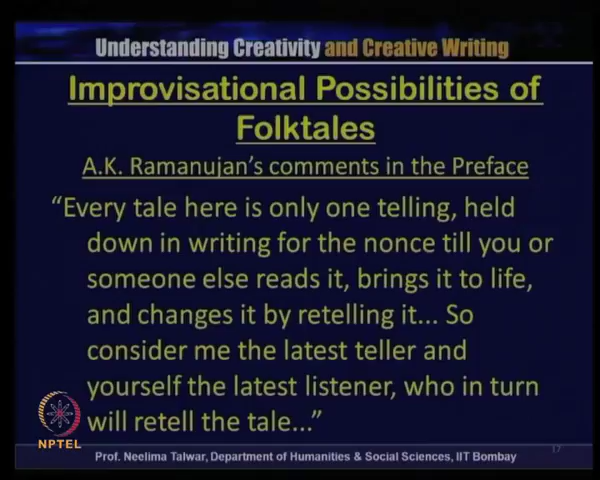 Understanding Creativity and Creative Writing
Improvisational Possibilities of
Folktales
A.K. Ramanujan's comments in the Preface
“Every tale here is only one telling, held
down in writing for the nonce till you or
someone else reads it, brings it to life,
and changes it by retelling it... So
consider me the latest teller and
yourself the latest listener, who in turn
will retell the tale...”
NPTEL
17
Prof. Neelima Talwar, Department of Humanities & Social Sciences, IIT Bombay